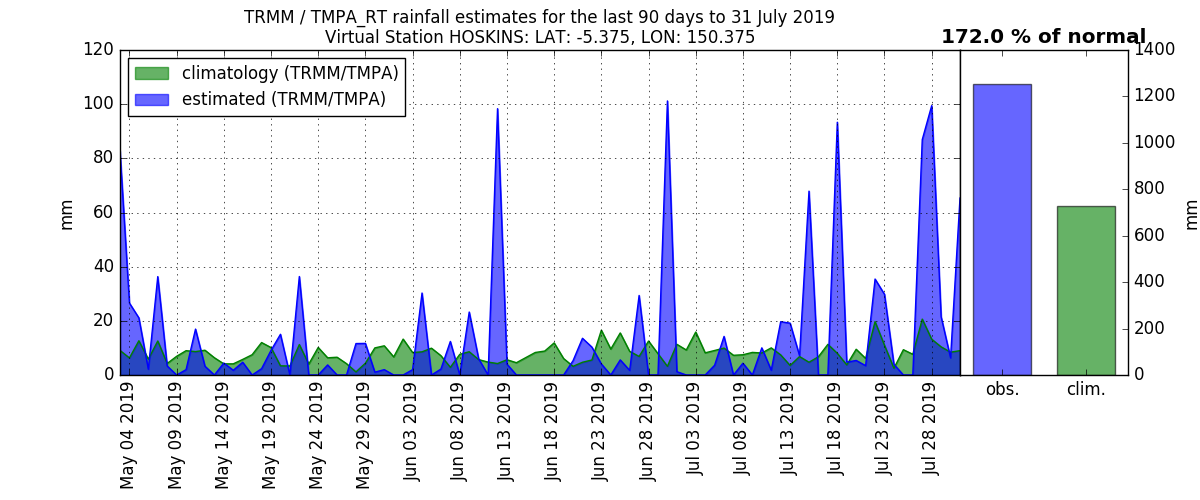 TRMM / TMPA_RT rainfall estimates for the last 90 days to 31 July 2019
Virtual Station HOSKINS: LAT: -5.375, LON: 150.375
172.0 % of normal
climatology (TRMM/TMPA)
estimated (TRMM/TMPA)
120
100
80
60
40
20
0
mm
1400
1200
1000
800
600
400
200
0
mm
May 04 2019
May 09 2019
May 14 2019
May 19 2019
May 24 2019
May 29 2019
Jun 03 2019
Jun 08 2019
Jun 13 2019
Jun 18 2019
Jun 23 2019
Jun 28 2019
Jul 03 2019
Jul 08 2019
Jul 13 2019
Jul 18 2019
Jul 23 2019
Jul 28 2019
obs.
clim.